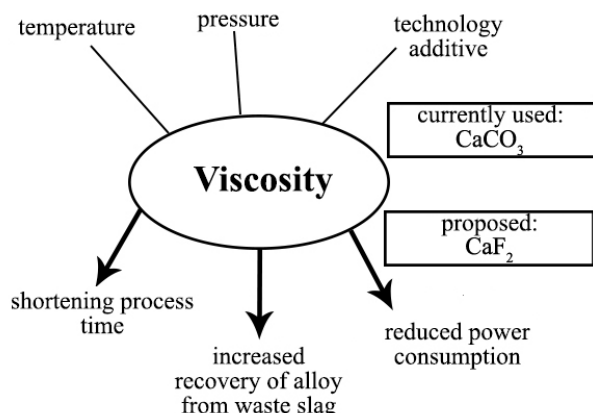 temperature
pressure
technology
additive
currently used:
CaCO₃
Viscosity
proposed:
CaF₂
shortening process
time
increased
recovery of alloy
from waste slag
reduced power
consumption